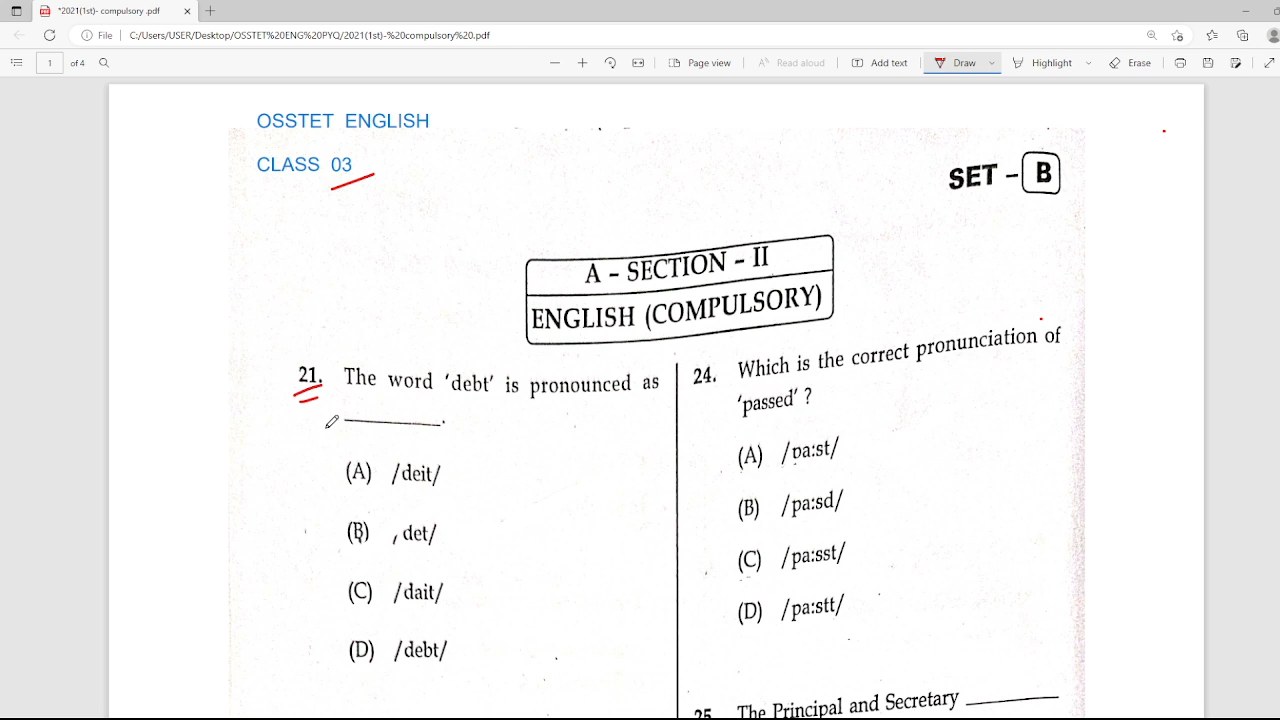 *2021(1st)- compulsory .pdf
File
C:/Users/USER/Desktop/OSSTET%20ENG%20PYQ/2021(1st)-%20compulsory%20.pdf
1 of 4
Page view
Read aloud
Add text
Draw
Highlight
Erase
OSSTET ENGLISH
CLASS 03
SET - B
A - SECTION - II
ENGLISH (COMPULSORY)
21. The word 'debt' is pronounced as
__________.
(A) /deit/
(B) /det/
(C) /dait/
(D) /debt/
24. Which is the correct pronunciation of
'passed' ?
(A) /pa:st/
(B) /pa:sd/
(C) /pa:sst/
(D) /pa:stt/
25. The Principal and Secretary __________